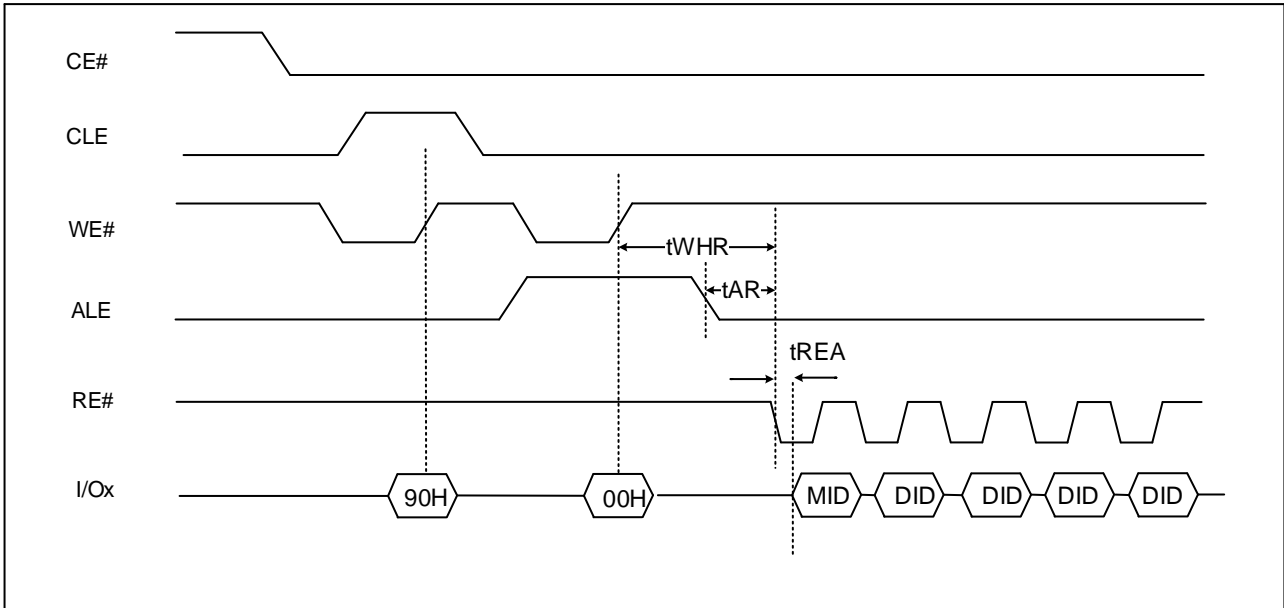 CE#
CLE
WE#
tWHR
tAR
ALE
tREA
RE#
I/Ox
90H
00H
MID
DID
DID
DID
DID